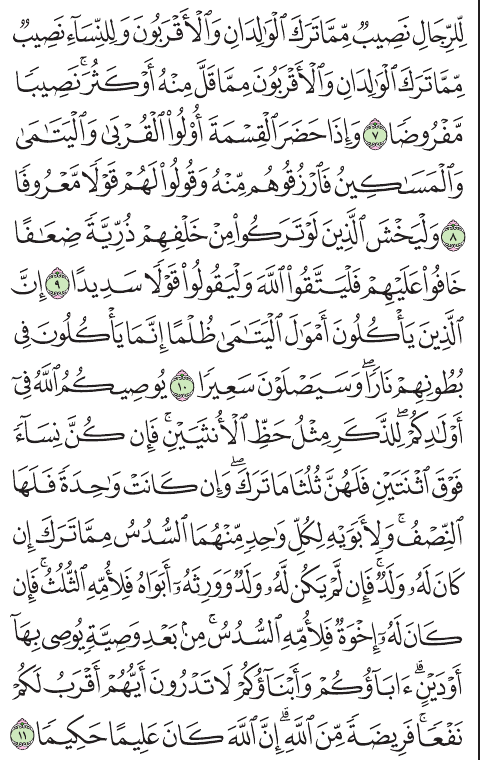 لِّلرِّجَالِ نَصِيبٌ مِّمَّا تَرَكَ ٱلْوَٰلِدَانِ وَٱلْأَقْرَبُونَ وَلِلنِّسَآءِ نَصِيبٌ
مِّمَّا تَرَكَ ٱلْوَٰلِدَانِ وَٱلْأَقْرَبُونَ مِمَّا قَلَّ مِنْهُ أَوْ كَثُرَ ۚ نَصِيبًا
مَّفْرُوضًا ٧ وَإِذَا حَضَرَ ٱلْقِسْمَةَ أُو۟لُوا۟ ٱلْقُرْبَىٰ وَٱلْيَتَٰمَىٰ
وَٱلْمَسَٰكِينُ فَٱرْزُقُوهُم مِّنْهُ وَقُولُوا۟ لَهُمْ قَوْلًا مَّعْرُوفًا
٨ وَلْيَخْشَ ٱلَّذِينَ لَوْ تَرَكُوا۟ مِنْ خَلْفِهِمْ ذُرِّيَّةً ضِعَٰفًا
خَافُوا۟ عَلَيْهِمْ فَلْيَتَّقُوا۟ ٱللَّهَ وَلْيَقُولُوا۟ قَوْلًا سَدِيدًا ٩ إِنَّ
ٱلَّذِينَ يَأْكُلُونَ أَمْوَٰلَ ٱلْيَتَٰمَىٰ ظُلْمًا إِنَّمَا يَأْكُلُونَ فِى
بُطُونِهِمْ نَارًا ۖ وَسَيَصْلَوْنَ سَعِيرًا ١٠ يُوصِيكُمُ ٱللَّهُ فِىٓ
أَوْلَٰدِكُمْ ۖ لِلذَّكَرِ مِثْلُ حَظِّ ٱلْأُنثَيَيْنِ ۚ فَإِن كُنَّ نِسَآءً
فَوْقَ ٱثْنَتَيْنِ فَلَهُنَّ ثُلُثَا مَا تَرَكَ ۖ وَإِن كَانَتْ وَٰحِدَةً فَلَهَا
ٱلنِّصْفُ ۚ وَلِأَبَوَيْهِ لِكُلِّ وَٰحِدٍ مِّنْهُمَا ٱلسُّدُسُ مِمَّا تَرَكَ إِن
كَانَ لَهُۥ وَلَدٌ ۚ فَإِن لَّمْ يَكُن لَّهُۥ وَلَدٌ وَوَرِثَهُۥٓ أَبَوَاهُ فَلِأُمِّهِ ٱلثُّلُثُ ۚ فَإِن
كَانَ لَهُۥٓ إِخْوَةٌ فَلِأُمِّهِ ٱلسُّدُسُ ۚ مِنۢ بَعْدِ وَصِيَّةٍ يُوصِى بِهَآ
أَوْ دَيْنٍ ۗ ءَابَآؤُكُمْ وَأَبْنَآؤُكُمْ لَا تَدْرُونَ أَيُّهُمْ أَقْرَبُ لَكُمْ
نَفْعًا ۚ فَرِيضَةً مِّنَ ٱللَّهِ ۗ إِنَّ ٱللَّهَ كَانَ عَلِيمًا حَكِيمًا ١١